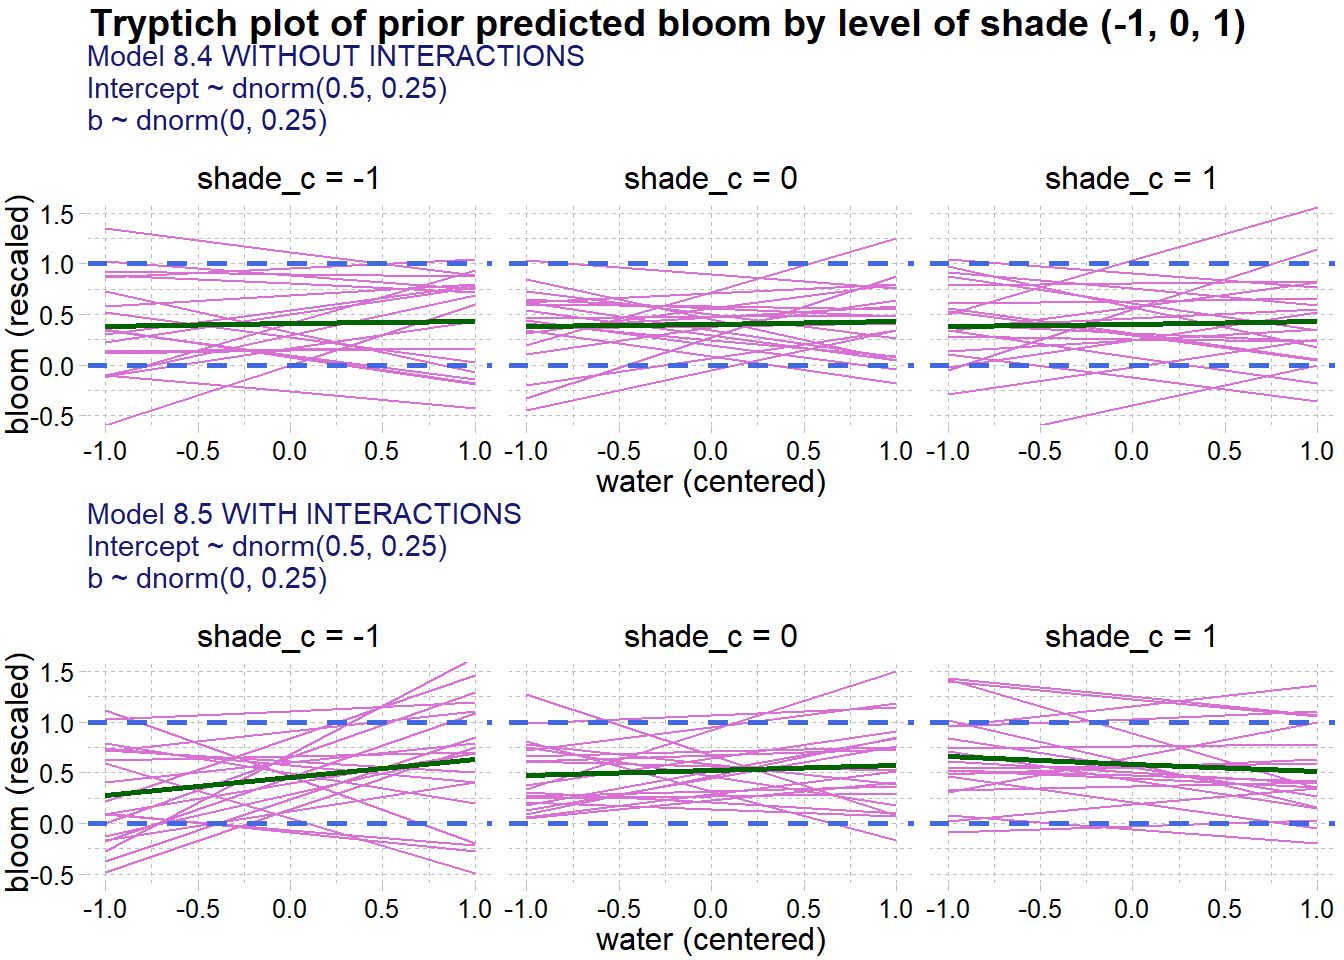 Tryptich plot of prior predicted bloom by level of shade (-1, 0, 1)
Model 8.4 WITHOUT INTERACTIONS
Intercept ~ dnorm(0.5, 0.25)
b ~ dnorm(0, 0.25)
shade_c = -1
shade_c = 0
shade_c = 1
bloom (rescaled)
1.5
1.0
0.5
0.0
-0.5
-1.0 -0.5 0.0 0.5 1.0
-1.0 -0.5 0.0 0.5 1.0
-1.0 -0.5 0.0 0.5 1.0
water (centered)
Model 8.5 WITH INTERACTIONS
Intercept ~ dnorm(0.5, 0.25)
b ~ dnorm(0, 0.25)
shade_c = -1
shade_c = 0
shade_c = 1
bloom (rescaled)
1.5
1.0
0.5
0.0
-0.5
-1.0 -0.5 0.0 0.5 1.0
-1.0 -0.5 0.0 0.5 1.0
-1.0 -0.5 0.0 0.5 1.0
water (centered)